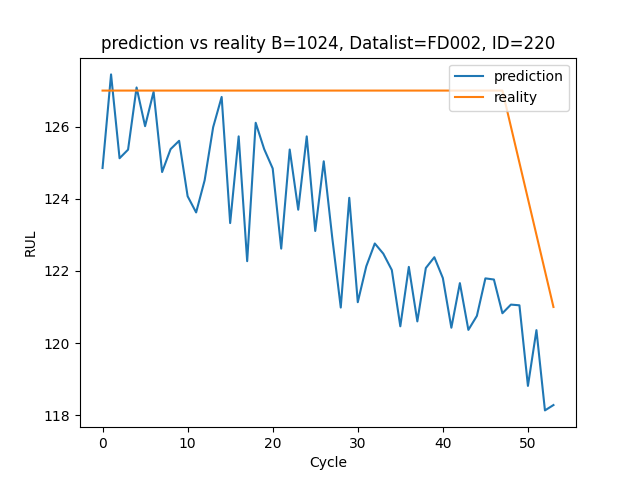 prediction vs reality B=1024, Datalist=FD002, ID=220
prediction
reality
126
124
122
120
118
RUL
0 10 20 30 40 50
Cycle